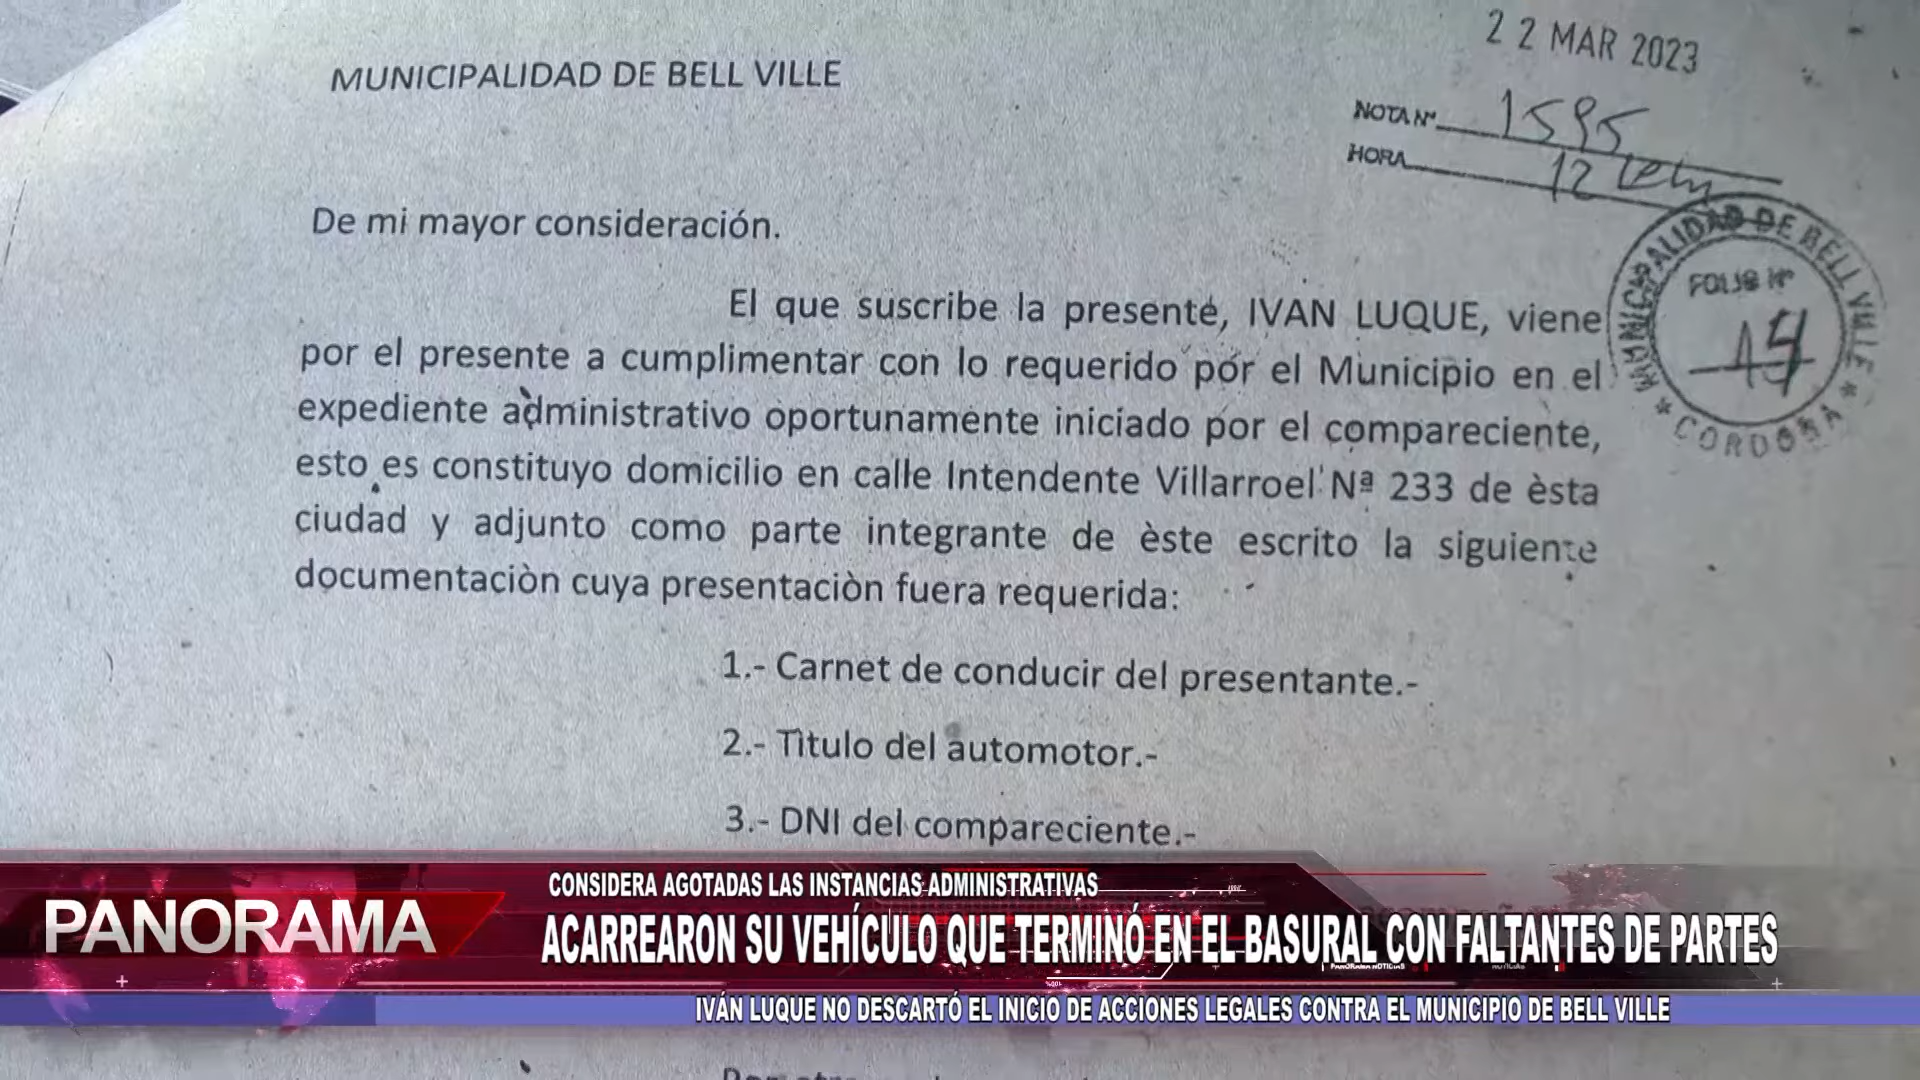 22 MAR 2023
MUNICIPALIDAD DE BELL VILLE
NOTA Nº 1595
HORA 12
MUNICIPALIDAD DE BELL VILLE
FOLIO Nº
14
* CORDOBA *
De mi mayor consideración.
El que suscribe la presente, IVAN LUQUE, viene
por el presente a cumplimentar con lo requerido por el Municipio en el
expediente administrativo oportunamente iniciado por el compareciente,
esto es constituyo domicilio en calle Intendente Villarroel Nª 233 de èsta
ciudad y adjunto como parte integrante de èste escrito la siguiente
documentaciòn cuya presentaciòn fuera requerida:
1.- Carnet de conducir del presentante.-
2.- Tìtulo del automotor.-
3.- DNI del compareciente.-
CONSIDERA AGOTADAS LAS INSTANCIAS ADMINISTRATIVAS
PANORAMA
ACARREARON SU VEHÍCULO QUE TERMINÓ EN EL BASURAL CON FALTANTES DE PARTES
PANORAMA NOTICIAS
IVÁN LUQUE NO DESCARTÓ EL INICIO DE ACCIONES LEGALES CONTRA EL MUNICIPIO DE BELL VILLE